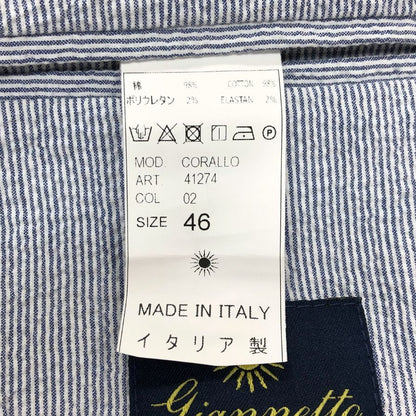 綿 98% COTTON 98%
ポリウレタン 2% ELASTAN 2%
MOD. CORALLO
ART. 41274
COL 02
SIZE 46
MADE IN ITALY
イタリア製
Giannetto